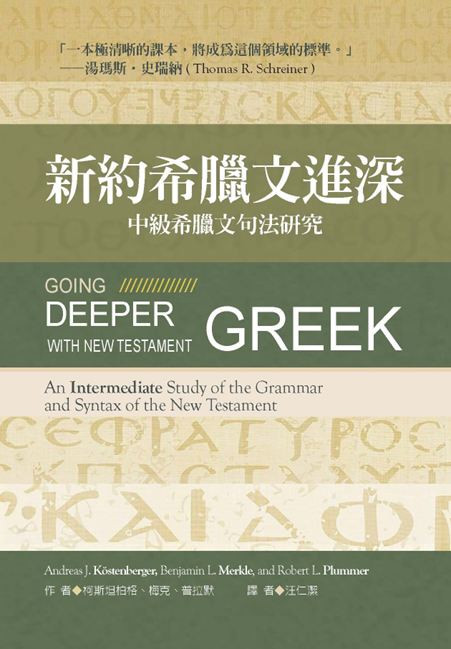 「一本極清晰的課本，將成爲這個領域的標準。」
——湯瑪斯·史瑞納 ( Thomas R. Schreiner )
新約希臘文進深
中級希臘文句法研究
GOING //////////////
DEEPER
WITH NEW TESTAMENT GREEK
An Intermediate Study of the Grammar
and Syntax of the New Testament
CΕΦΡΑΤΥΡΟC
ΚΑΙΔΟ
Andreas J. Köstenberger, Benjamin L. Merkle, and Robert L. Plummer
作 者◆柯斯坦柏格、梅克、普拉默 譯 者◆汪仁潔